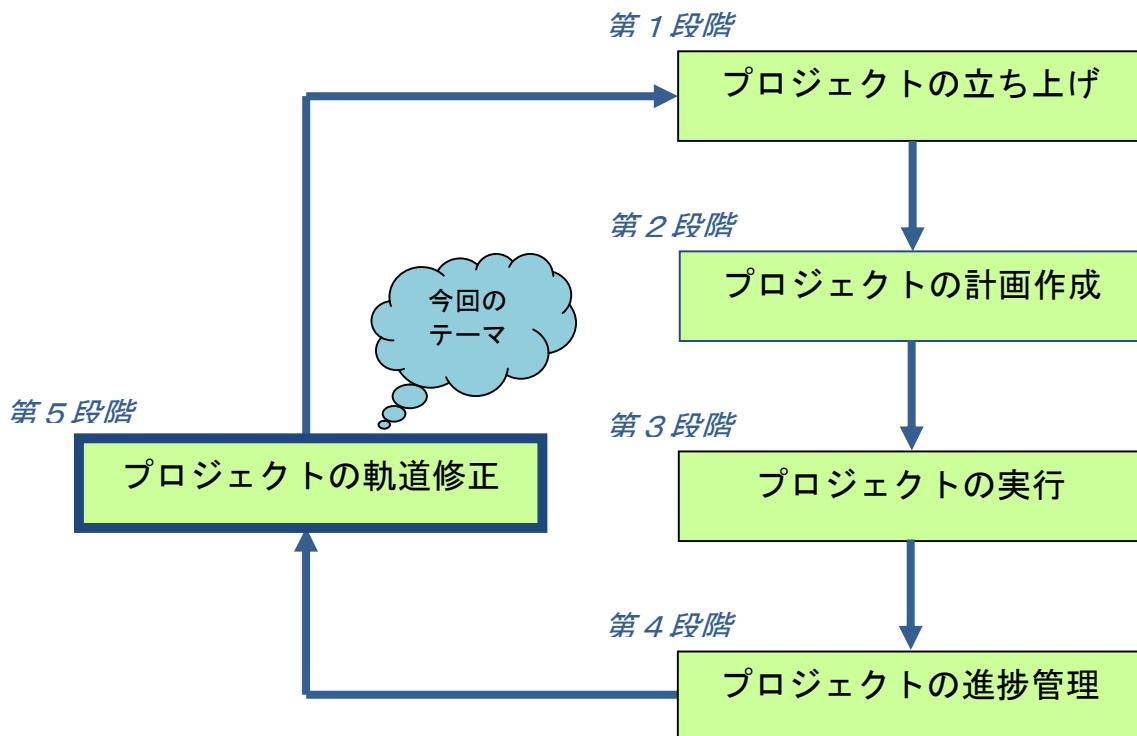 第１段階
プロジェクトの立ち上げ
第２段階
プロジェクトの計画作成
今回の
テーマ
第５段階
プロジェクトの軌道修正
第３段階
プロジェクトの実行
第４段階
プロジェクトの進捗管理